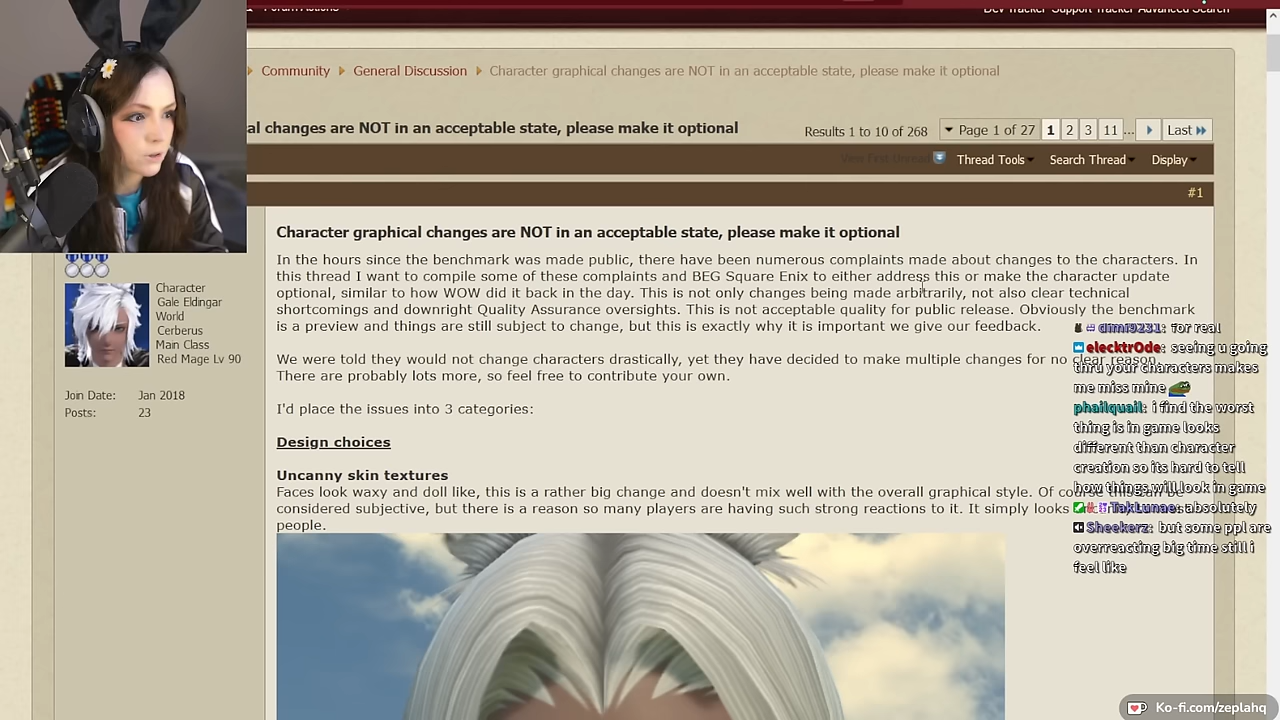 Dev Tracker Support Tracker Advanced Search
Community
General Discussion
Character graphical changes are NOT in an acceptable state, please make it optional
al changes are NOT in an acceptable state, please make it optional
Results 1 to 10 of 268
Page 1 of 27
1 2 3 11 ... Last
View First Unread
Thread Tools
Search Thread
Display
#1
Character
Gale Eldingar
World
Cerberus
Main Class
Red Mage Lv 90
Join Date: Jan 2018
Posts: 23
Character graphical changes are NOT in an acceptable state, please make it optional
In the hours since the benchmark was made public, there have been numerous complaints made about changes to the characters. In
this thread I want to compile some of these complaints and BEG Square Enix to either address this or make the character update
optional, similar to how WOW did it back in the day. This is not only changes being made arbitrarily, not also clear technical
shortcomings and downright Quality Assurance oversights. This is not acceptable quality for public release. Obviously the benchmark
is a preview and things are still subject to change, but this is exactly why it is important we give our feedback.
We were told they would not change characters drastically, yet they have decided to make multiple changes for no clear reason.
There are probably lots more, so feel free to contribute your own.
I'd place the issues into 3 categories:
Design choices
Uncanny skin textures
Faces look waxy and doll like, this is a rather big change and doesn't mix well with the overall graphical style. Of course this can be
considered subjective, but there is a reason so many players are having such strong reactions to it. It simply looks
people.
dimi9231: for real
elecktr0de: seeing u going
thru your characters makes
me miss mine
phailquail: i find the worst
thing is in game looks
different than character
creation so its hard to tell
how things will look in game
TakLunae: absolutely
Sheekerz: but some ppl are
overreacting big time still i
feel like
Ko-fi.com/zeplahq